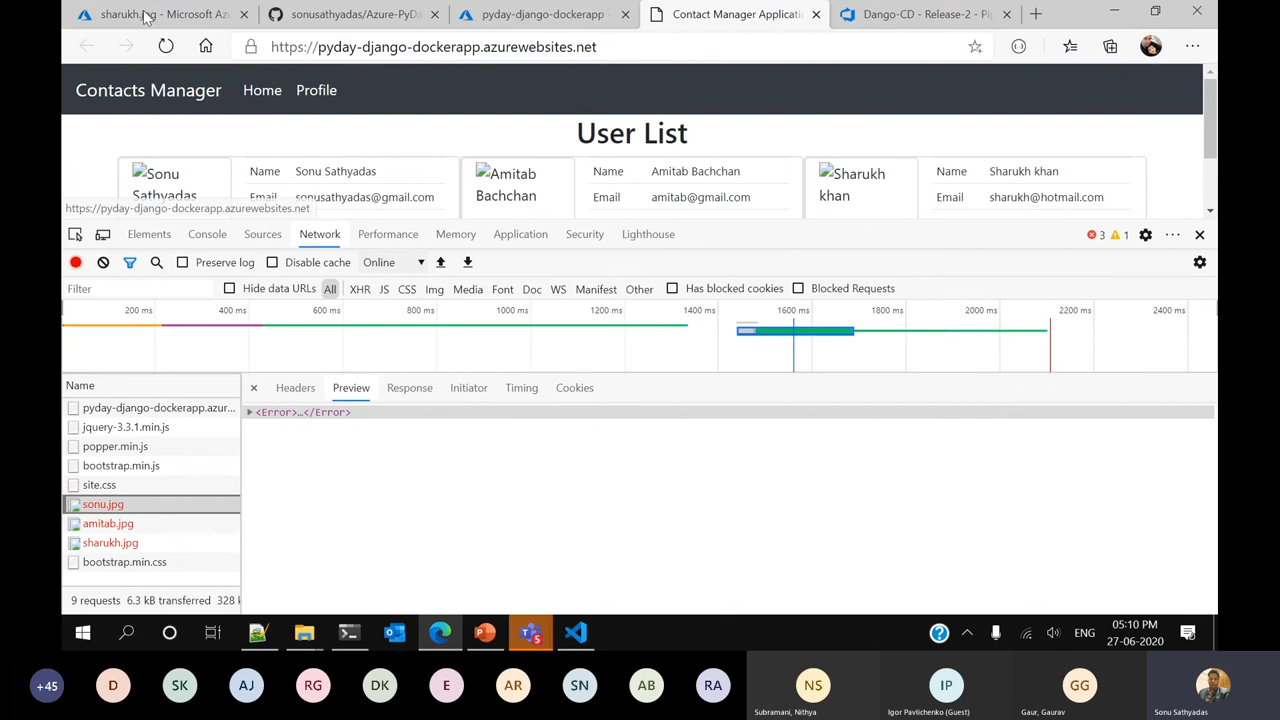 sharukh.jpg - Microsoft Az
sonusathyadas/Azure-PyDa
pyday-django-dockerapp -
Contact Manager Applicati
Dango-CD - Release-2 - Pip
https://pyday-django-dockerapp.azurewebsites.net
Contacts Manager
Home
Profile
User List
Sonu Sathyadas
Name Sonu Sathyadas
Email sonusathyadas@gmail.com
Amitab Bachchan
Name Amitab Bachchan
Email amitab@gmail.com
Sharukh khan
Name Sharukh khan
Email sharukh@hotmail.com
https://pyday-django-dockerapp.azurewebsites.net
Elements Console Sources Network Performance Memory Application Security Lighthouse
3 1
Preserve log Disable cache Online
Filter Hide data URLs All XHR JS CSS Img Media Font Doc WS Manifest Other Has blocked cookies Blocked Requests
200 ms 400 ms 600 ms 800 ms 1000 ms 1200 ms 1400 ms 1600 ms 1800 ms 2000 ms 2200 ms 2400 ms
Name
Headers Preview Response Initiator Timing Cookies
pyday-django-dockerapp.azur...
<Error>…</Error>
jquery-3.3.1.min.js
popper.min.js
bootstrap.min.js
site.css
sonu.jpg
amitab.jpg
sharukh.jpg
bootstrap.min.css
9 requests 6.3 kB transferred 328 k
ENG
05:10 PM
27-06-2020
+45 D SK AJ RG DK E AR SN AB RA NS IP GG
Subramani, Nithya
Igor Pavlichenko (Guest)
Gaur, Gaurav
Sonu Sathyadas